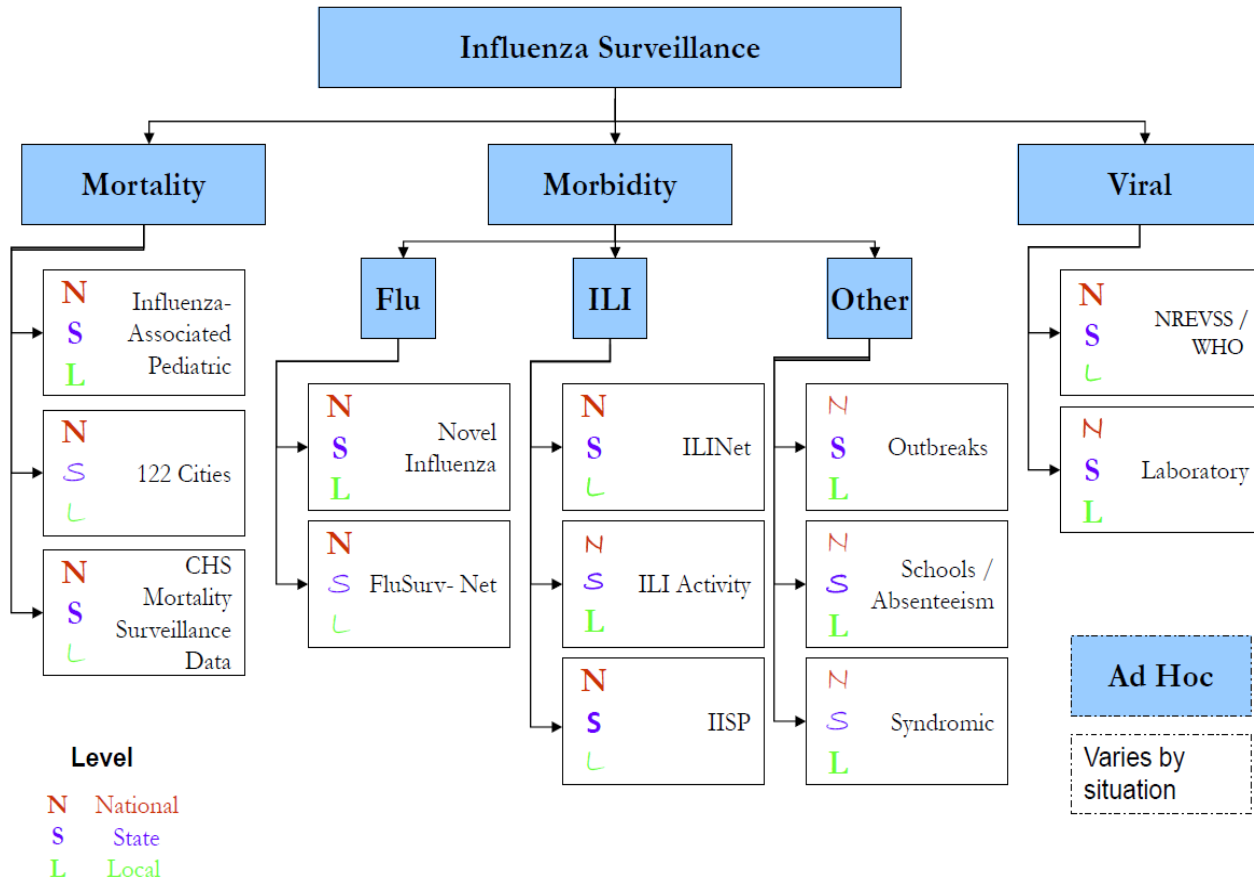 Influenza Surveillance
Mortality
Morbidity
Viral
Flu
ILI
Other
N
S
L
Influenza-
Associated
Pediatric
N
S
L
122 Cities
N
S
L
CHS
Mortality
Surveillance
Data
N
S
L
Novel
Influenza
N
S
L
FluSurv- Net
N
S
L
ILINet
N
S
L
ILI Activity
N
S
L
IISP
N
S
L
Outbreaks
N
S
L
Schools /
Absenteeism
N
S
L
Syndromic
N
S
L
NREVSS /
WHO
N
S
L
Laboratory
Ad Hoc
Varies by
situation
Level
N National
S State
L Local